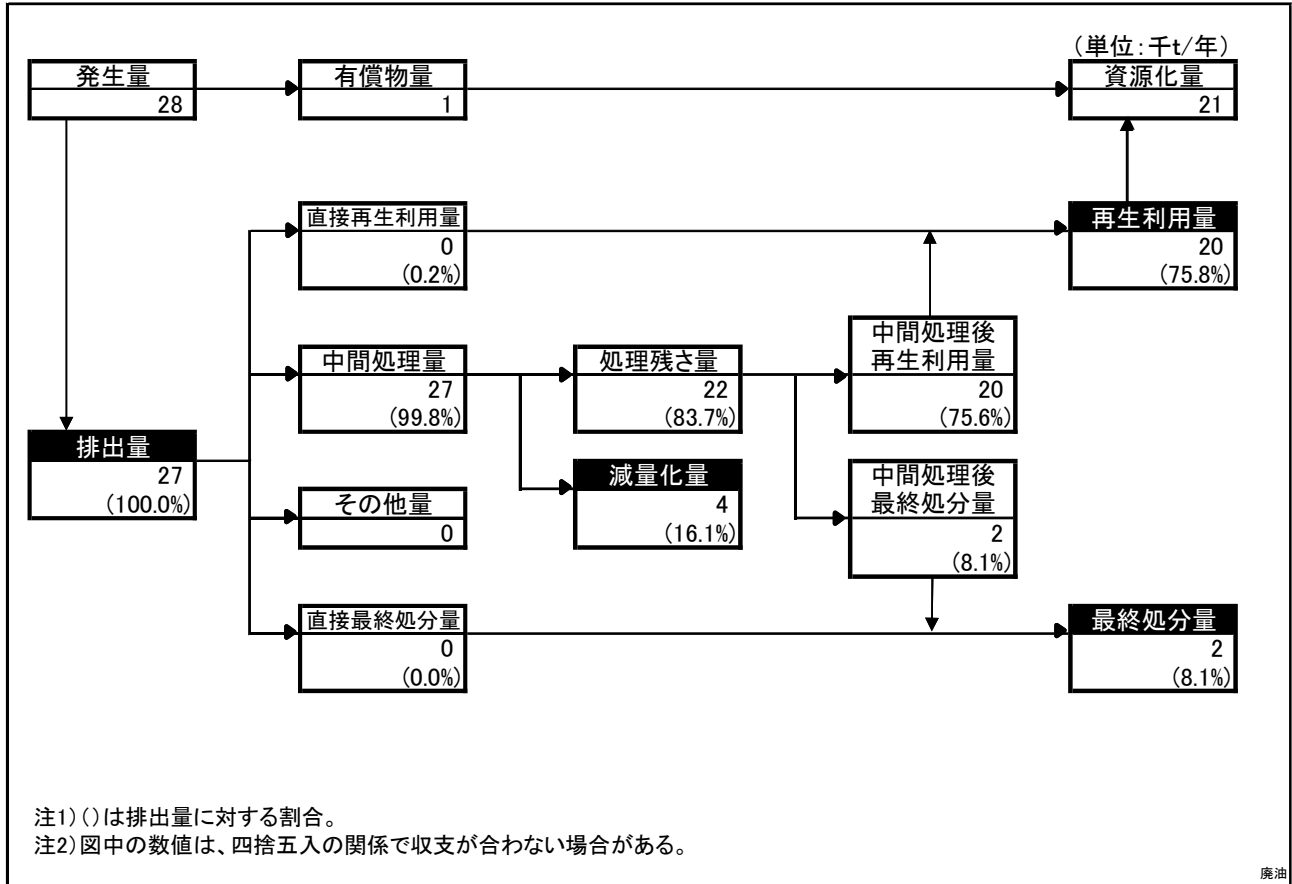 (単位：千t/年)
発生量
28
有償物量
1
資源化量
21
直接再生利用量
0
(0.2%)
再生利用量
20
(75.8%)
中間処理量
27
(99.8%)
処理残さ量
22
(83.7%)
中間処理後
再生利用量
20
(75.6%)
排出量
27
(100.0%)
その他量
0
減量化量
4
(16.1%)
中間処理後
最終処分量
2
(8.1%)
直接最終処分量
0
(0.0%)
最終処分量
2
(8.1%)
注1)()は排出量に対する割合。
注2)図中の数値は、四捨五入の関係で収支が合わない場合がある。
廃油